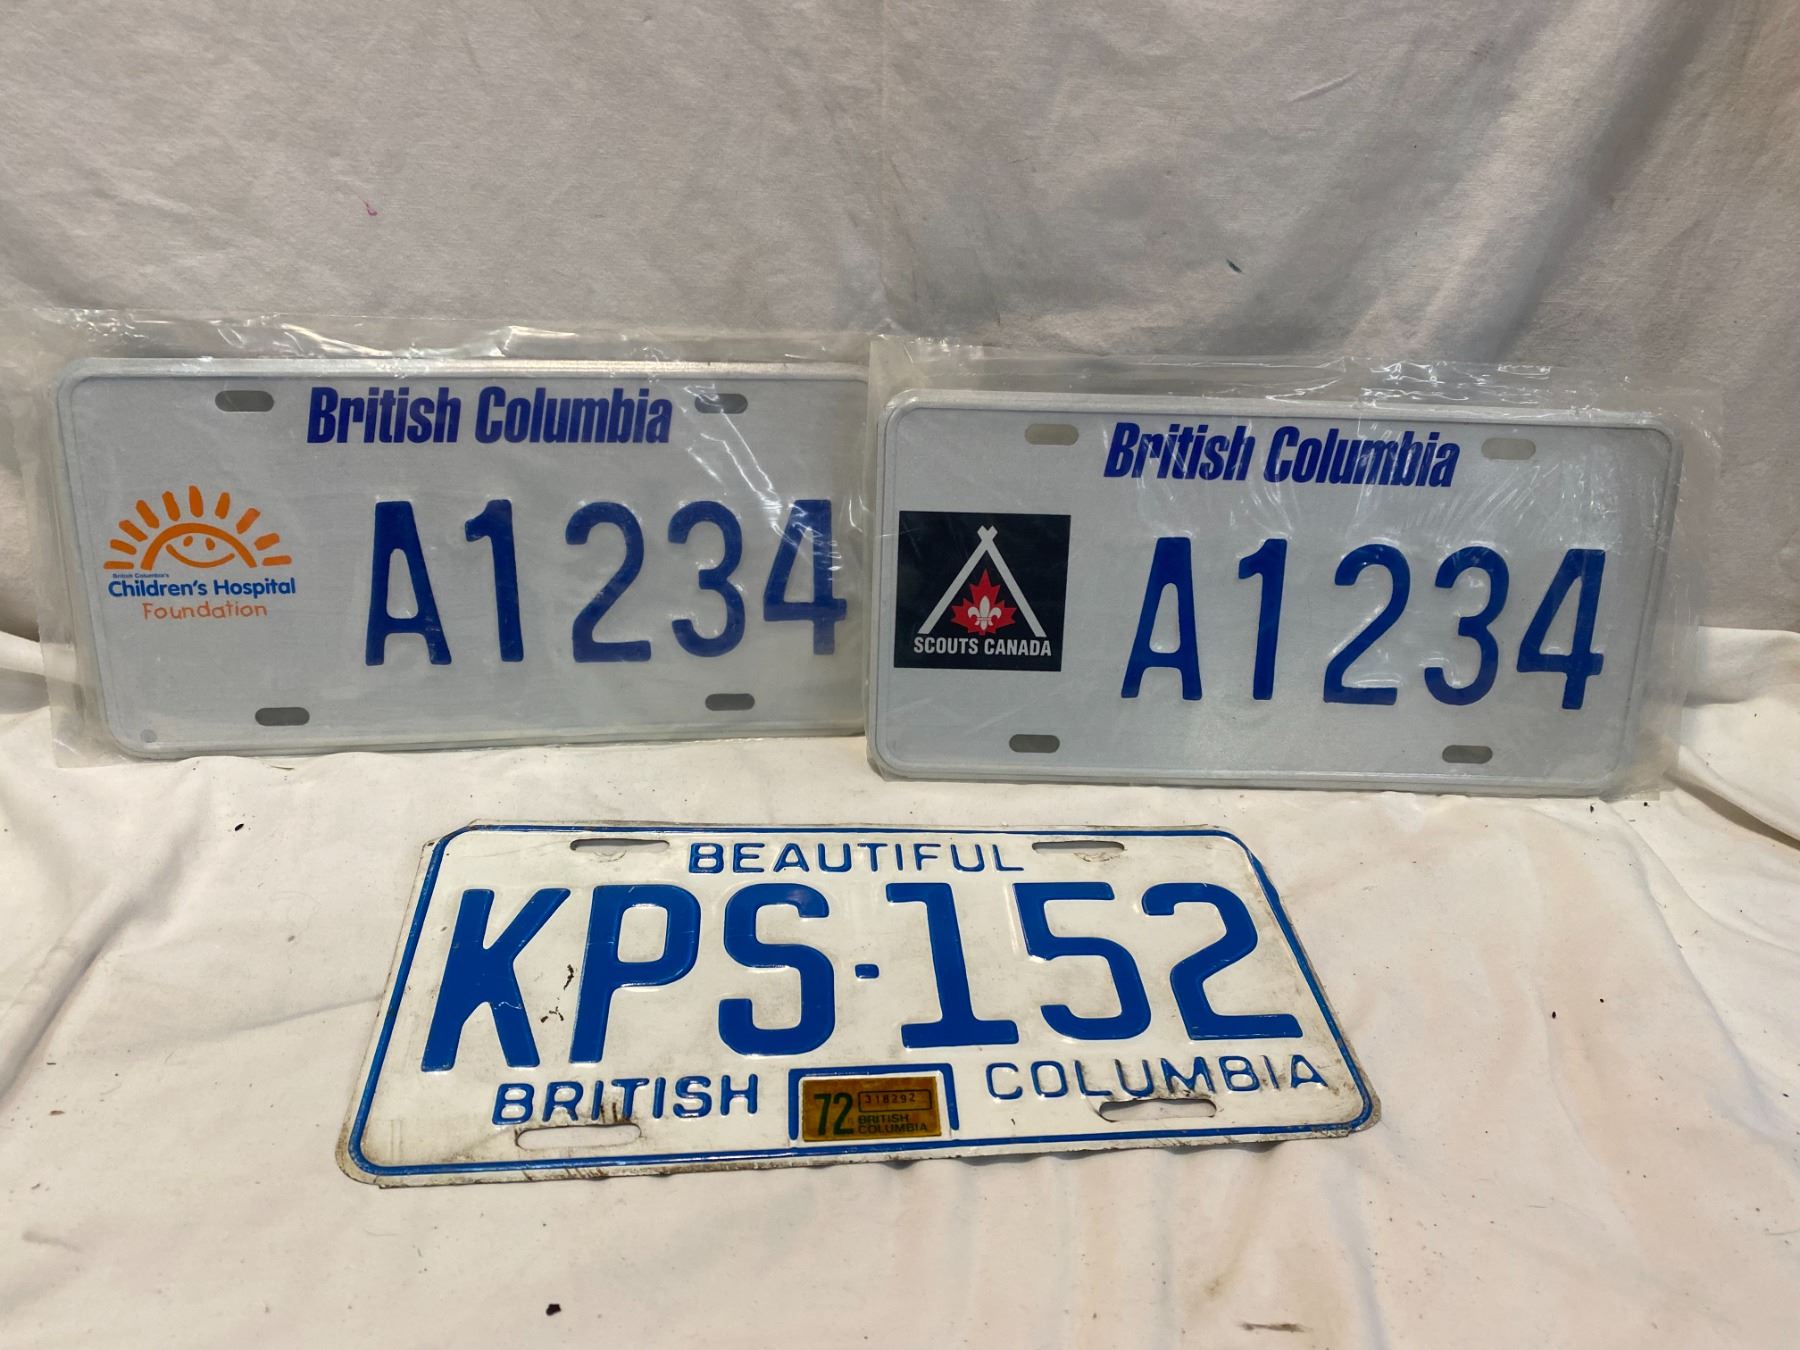 British Columbia
A1234
British Columbia's
Children's Hospital
Foundation
British Columbia
A1234
SCOUTS CANADA
BEAUTIFUL
KPS-152
BRITISH COLUMBIA
72
318292
BRITISH
COLUMBIA